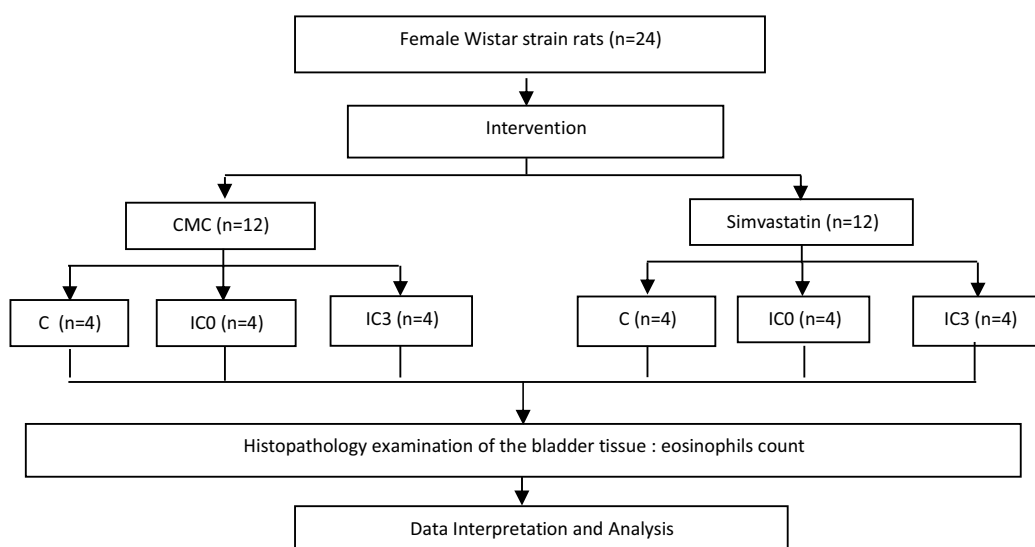 Female Wistar strain rats (n=24)
Intervention
CMC (n=12)
Simvastatin (n=12)
C (n=4)
IC0 (n=4)
IC3 (n=4)
C (n=4)
IC0 (n=4)
IC3 (n=4)
Histopathology examination of the bladder tissue : eosinophils count
Data Interpretation and Analysis